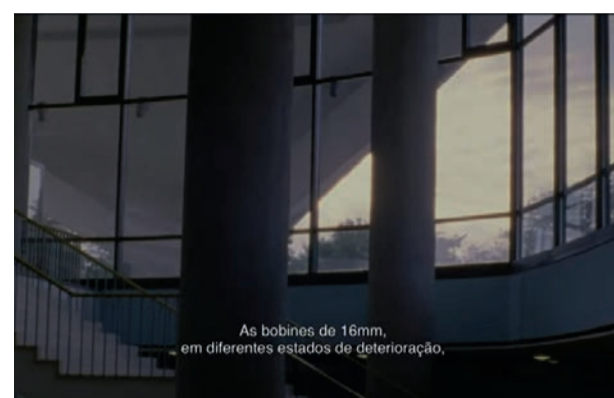 As bobines de 16mm,
em diferentes estados de deterioração,